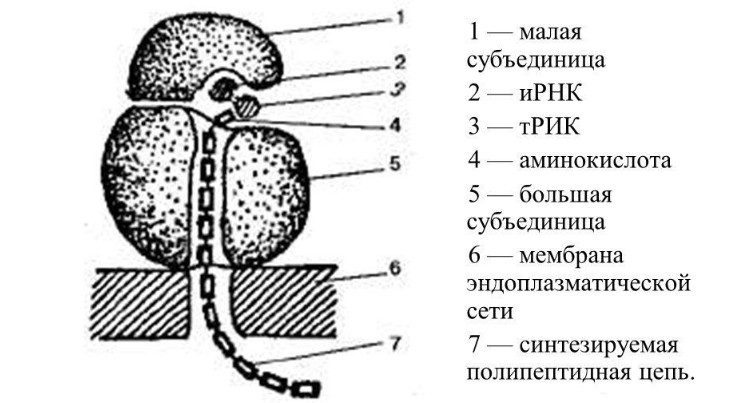 1
2
3
4
5
6
7
1 — малая
субъединица
2 — иРНК
3 — тРИК
4 — аминокислота
5 — большая
субъединица
6 — мембрана
эндоплазматической
сети
7 — синтезируемая
полипептидная цепь.